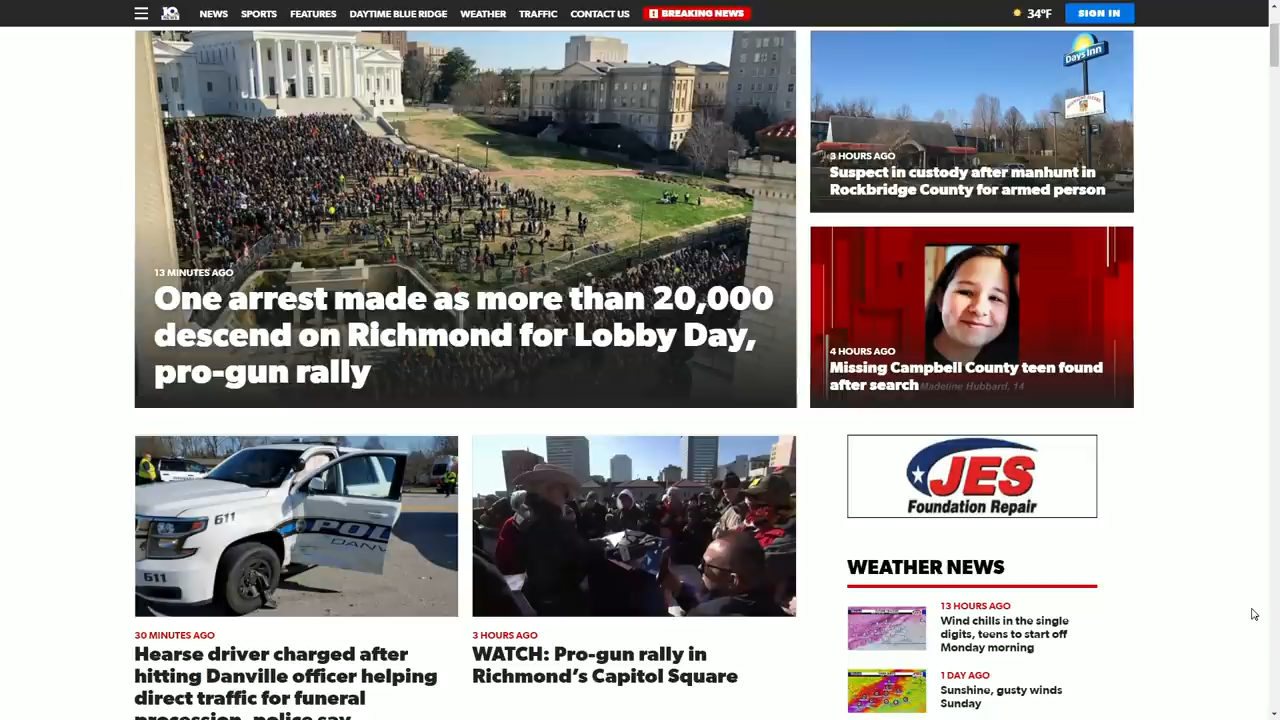 10
NEWS
NEWS
SPORTS
FEATURES
DAYTIME BLUE RIDGE
WEATHER
TRAFFIC
CONTACT US
BREAKING NEWS
34°F
SIGN IN
13 MINUTES AGO
One arrest made as more than 20,000
descend on Richmond for Lobby Day,
pro-gun rally
Days Inn
3 HOURS AGO
Suspect in custody after manhunt in
Rockbridge County for armed person
4 HOURS AGO
Missing Campbell County teen found
after search
Madeline Hubbard, 14
611
611
POL
DANV
30 MINUTES AGO
Hearse driver charged after
hitting Danville officer helping
direct traffic for funeral
procession, police say
3 HOURS AGO
WATCH: Pro-gun rally in
Richmond's Capitol Square
JES
Foundation Repair
WEATHER NEWS
13 HOURS AGO
Wind chills in the single
digits, teens to start off
Monday morning
1 DAY AGO
Sunshine, gusty winds
Sunday